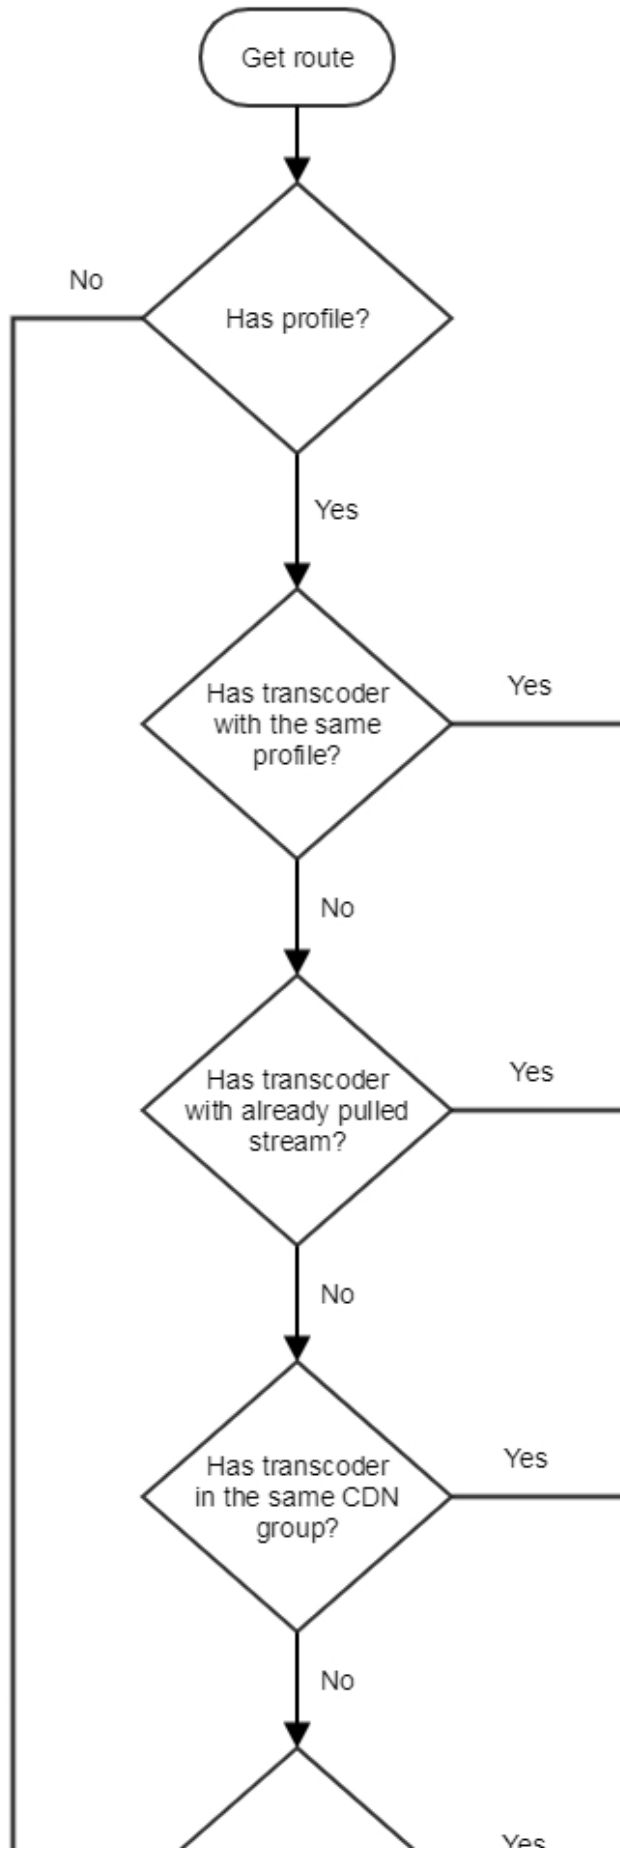 Get route
No
Has profile?
Yes
Has transcoder
with the same
profile?
Yes
No
Has transcoder
with already pulled
stream?
Yes
No
Has transcoder
in the same CDN
group?
Yes
No
Yes